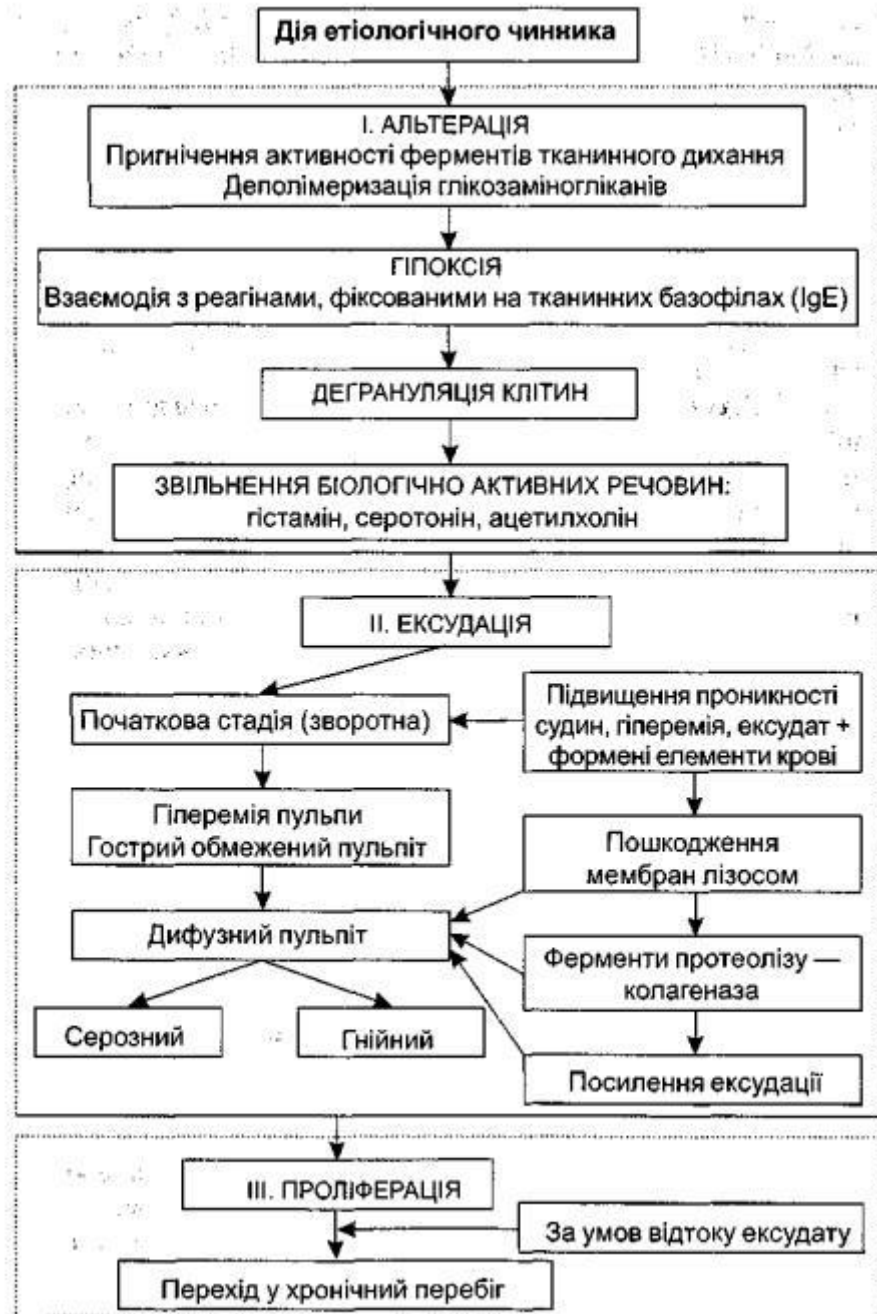 Дія етіологічного чинника
І. АЛЬТЕРАЦІЯ
Пригнічення активності ферментів тканинного дихання
Деполімеризація глікозаміногліканів
ГІПОКСІЯ
Взаємодія з реагінами, фіксованими на тканинних базофілах (IgE)
ДЕГРАНУЛЯЦІЯ КЛІТИН
ЗВІЛЬНЕННЯ БІОЛОГІЧНО АКТИВНИХ РЕЧОВИН:
гістамін, серотонін, ацетилхолін
ІІ. ЕКСУДАЦІЯ
Початкова стадія (зворотна)
Підвищення проникності
судин, гіперемія, ексудат +
формені елементи крові
Гіперемія пульпи
Гострий обмежений пульпіт
Пошкодження
мембран лізосом
Дифузний пульпіт
Ферменти протеолізу —
колагеназа
Серозний
Гнійний
Посилення ексудації
ІІІ. ПРОЛІФЕРАЦІЯ
За умов відтоку ексудату
Перехід у хронічний перебіг